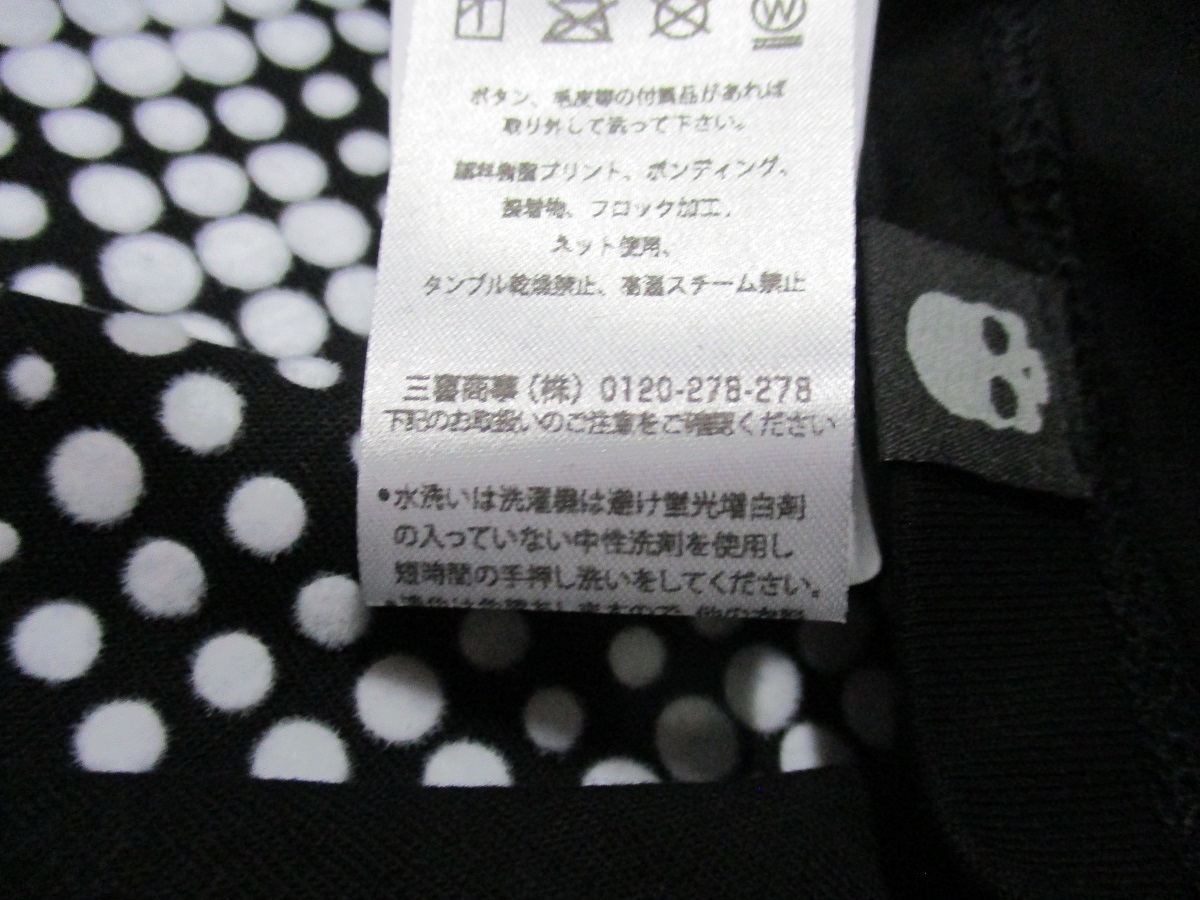 W
ボタン、毛皮等の付属品があれば
取り外して洗って下さい。
顔料樹脂プリント、ボンディング、
接着物、フロック加工、
ネット使用、
タンブル乾燥禁止、高温スチーム禁止
三喜商事(株) 0120-278-278
下記のお取扱いのご注意をご確認ください
•水洗いは洗濯機は避け蛍光増白剤
の入っていない中性洗剤を使用し
短時間の手押し洗いをしてください。